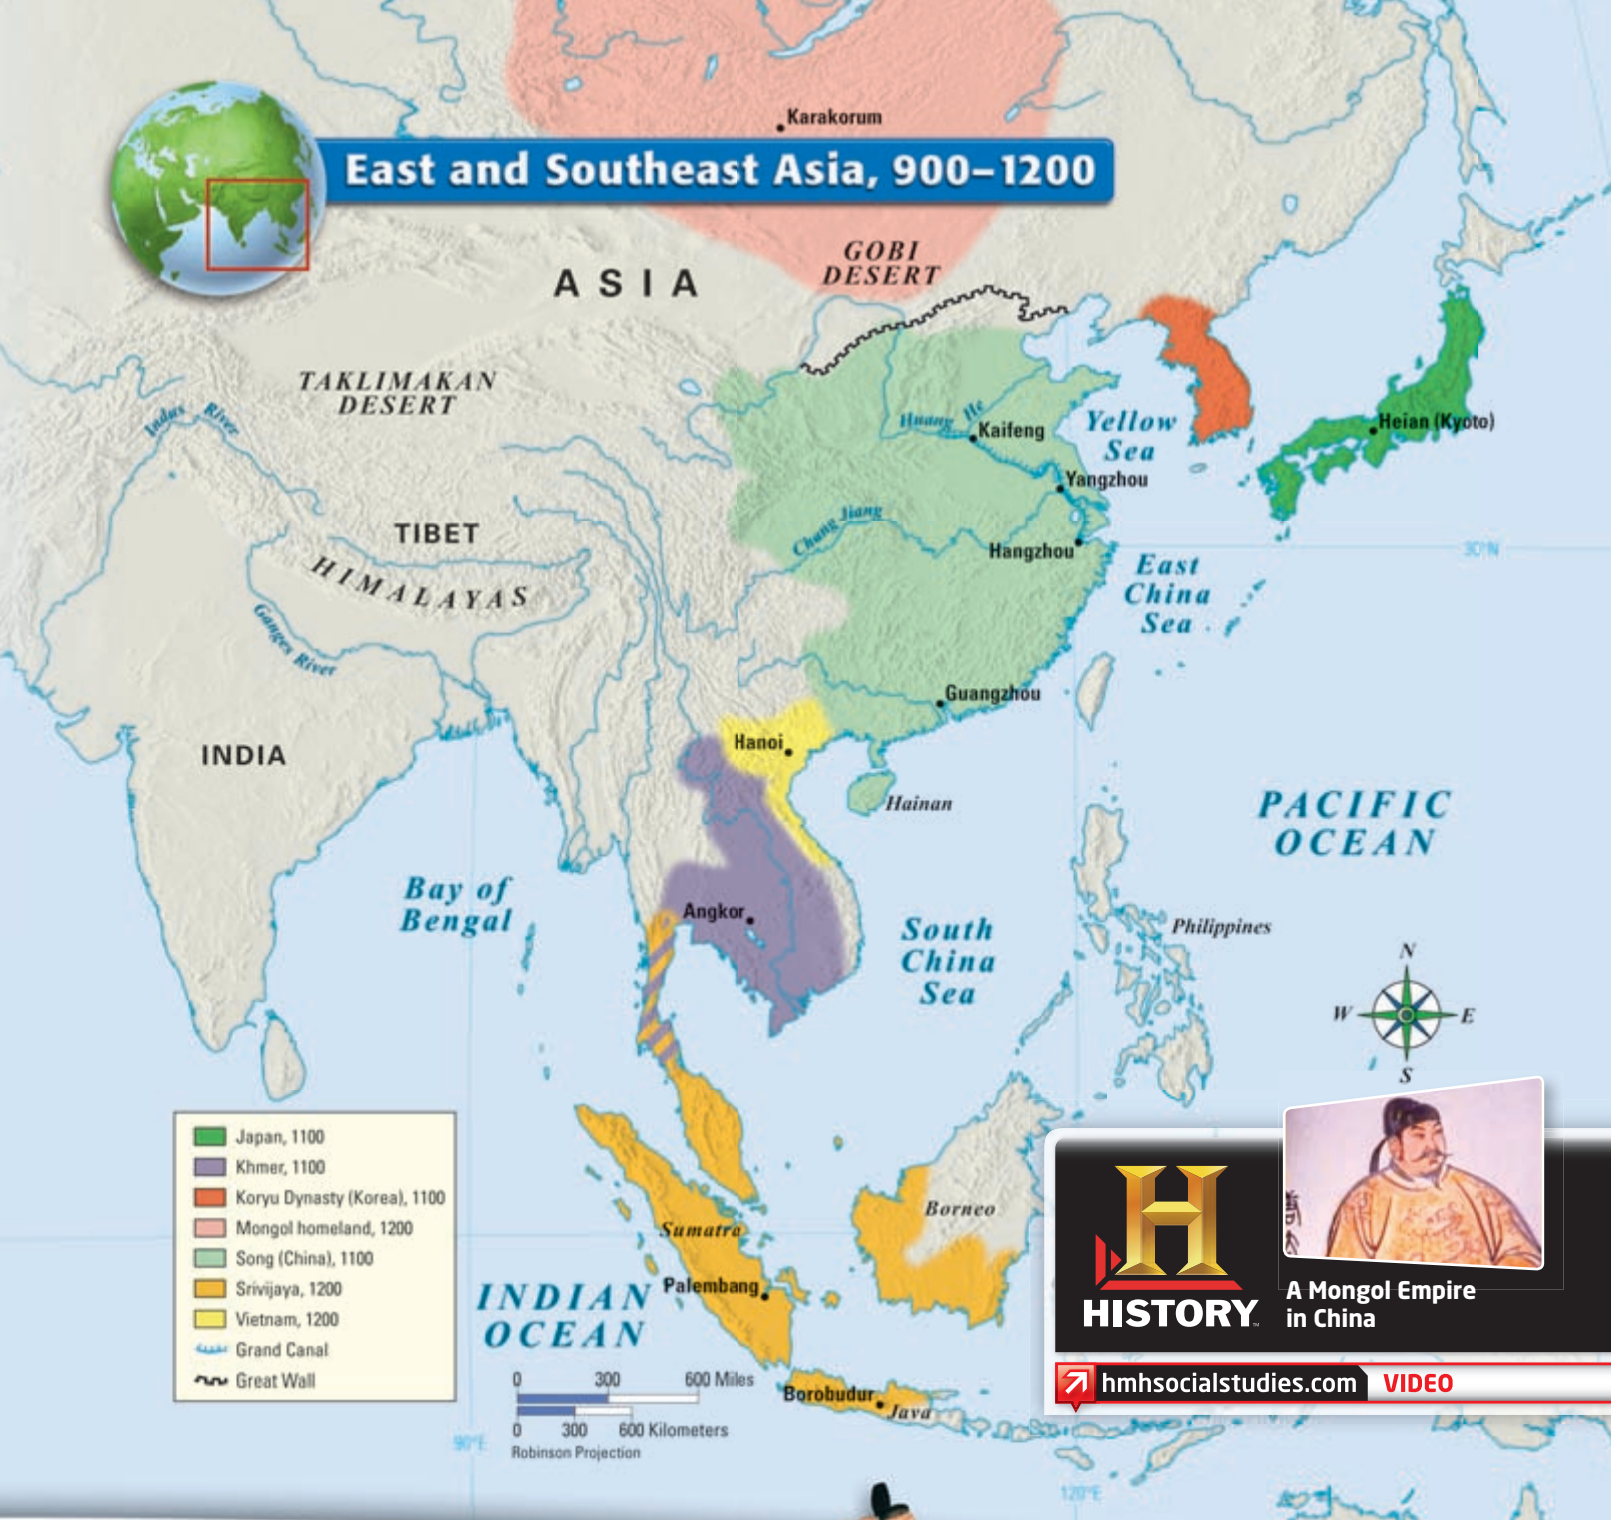 Karakorum
East and Southeast Asia, 900–1200
GOBI
DESERT
ASIA
TAKLIMAKAN
DESERT
Indus River
Huang He
Kaifeng
Yellow
Sea
Heian (Kyoto)
Yangzhou
TIBET
Chang Jiang
Hangzhou
30°N
HIMALAYAS
East
China
Sea
Ganges River
Guangzhou
INDIA
Hanoi
Hainan
PACIFIC
OCEAN
Bay of
Bengal
Angkor
South
China
Sea
Philippines
N
W
E
S
Japan, 1100
Khmer, 1100
Koryu Dynasty (Korea), 1100
Mongol homeland, 1200
Song (China), 1100
Srivijaya, 1200
Vietnam, 1200
Grand Canal
Great Wall
Borneo
Sumatra
Palembang
INDIAN
OCEAN
H
HISTORY
A Mongol Empire
in China
0 300 600 Miles
0 300 600 Kilometers
Robinson Projection
Borobudur
Java
hmhsocialstudies.com VIDEO
90°E
120°E